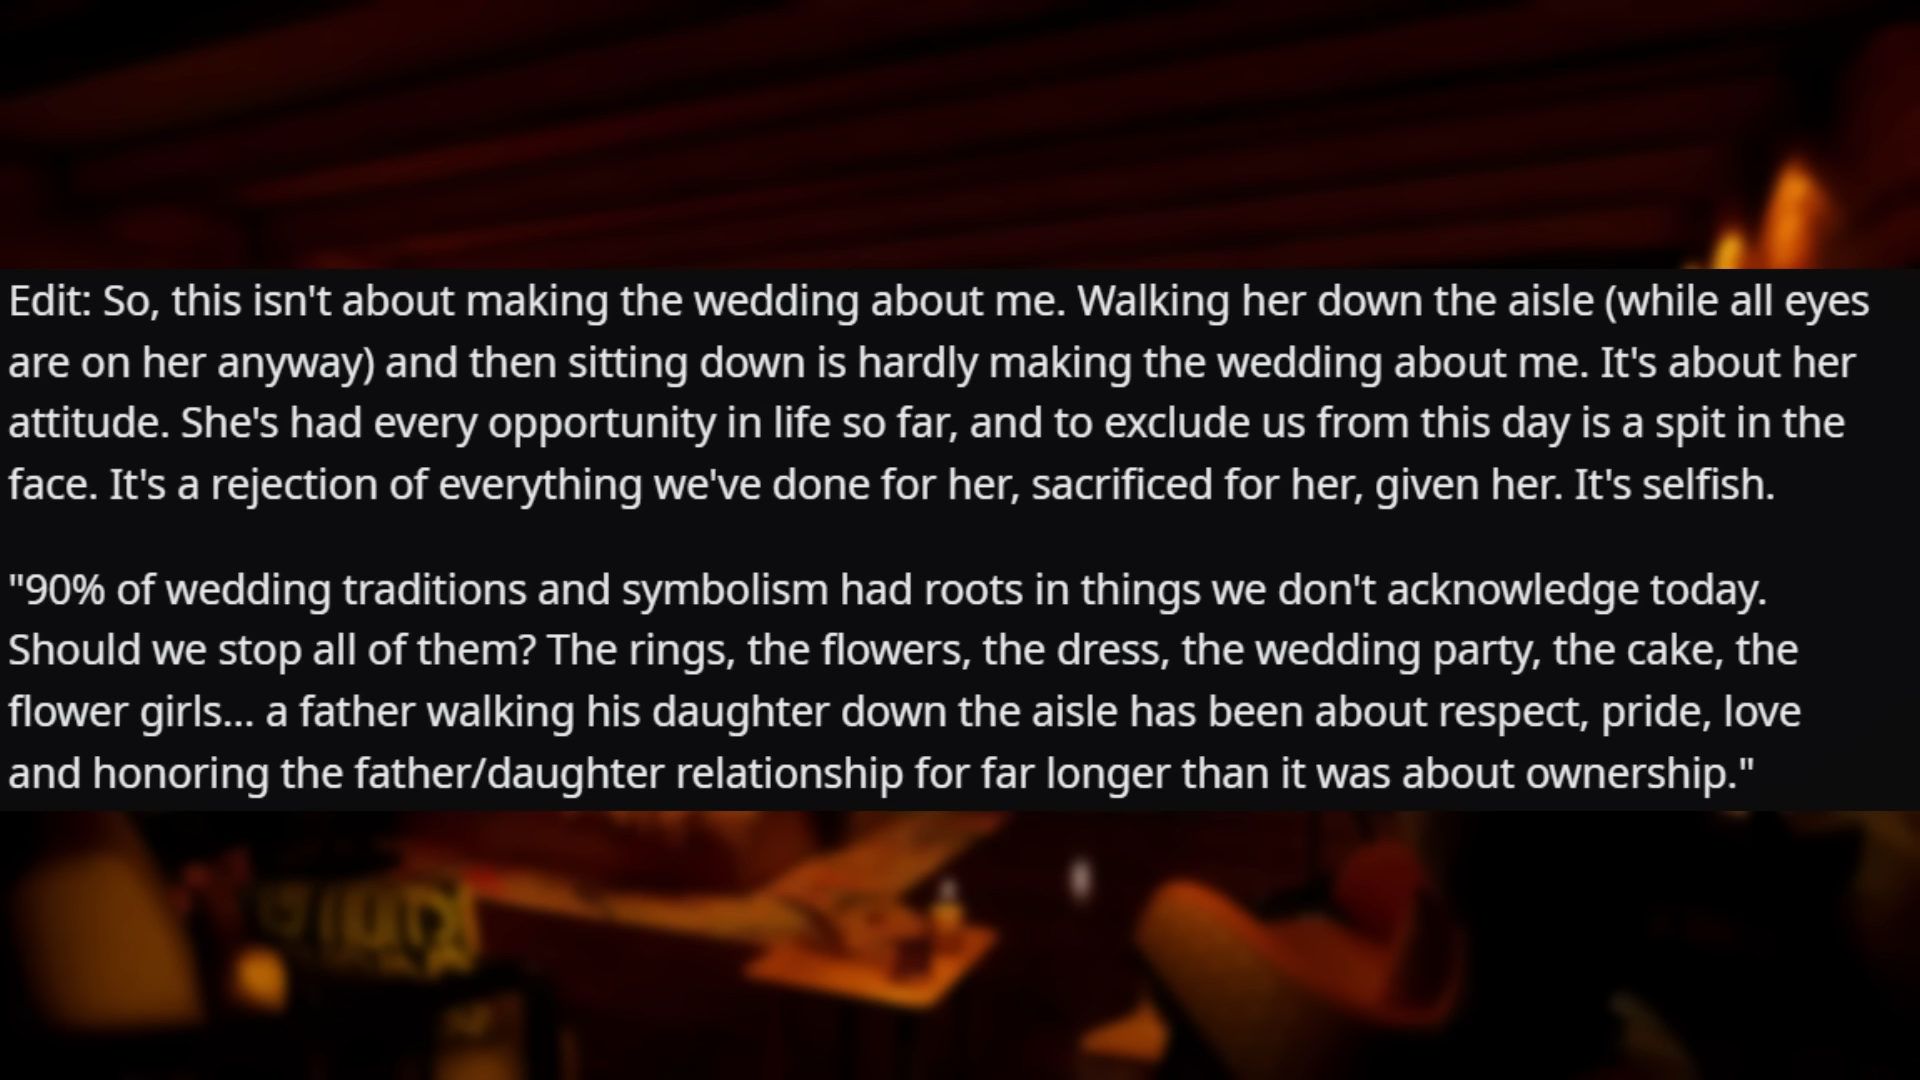 Edit: So, this isn't about making the wedding about me. Walking her down the aisle (while all eyes
are on her anyway) and then sitting down is hardly making the wedding about me. It's about her
attitude. She's had every opportunity in life so far, and to exclude us from this day is a spit in the
face. It's a rejection of everything we've done for her, sacrificed for her, given her. It's selfish.
"90% of wedding traditions and symbolism had roots in things we don't acknowledge today.
Should we stop all of them? The rings, the flowers, the dress, the wedding party, the cake, the
flower girls... a father walking his daughter down the aisle has been about respect, pride, love
and honoring the father/daughter relationship for far longer than it was about ownership."